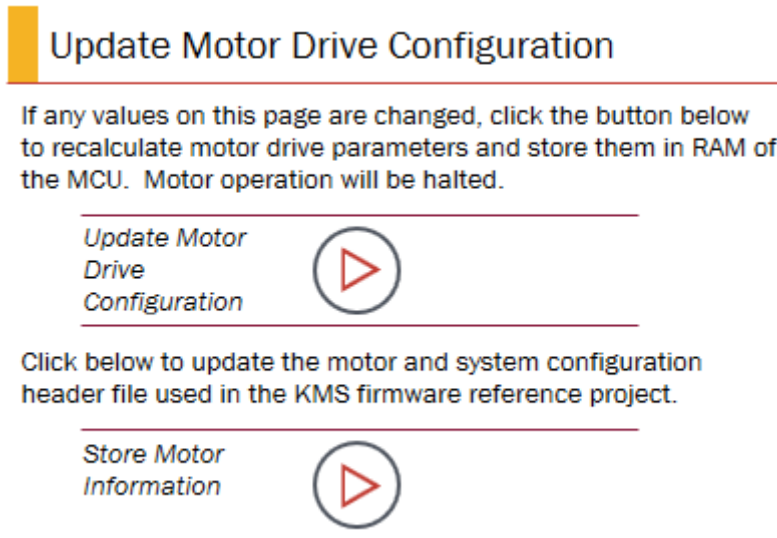 Update Motor Drive Configuration
If any values on this page are changed, click the button below
to recalculate motor drive parameters and store them in RAM of
the MCU.  Motor operation will be halted.
Update Motor
Drive
Configuration
Click below to update the motor and system configuration
header file used in the KMS firmware reference project.
Store Motor
Information